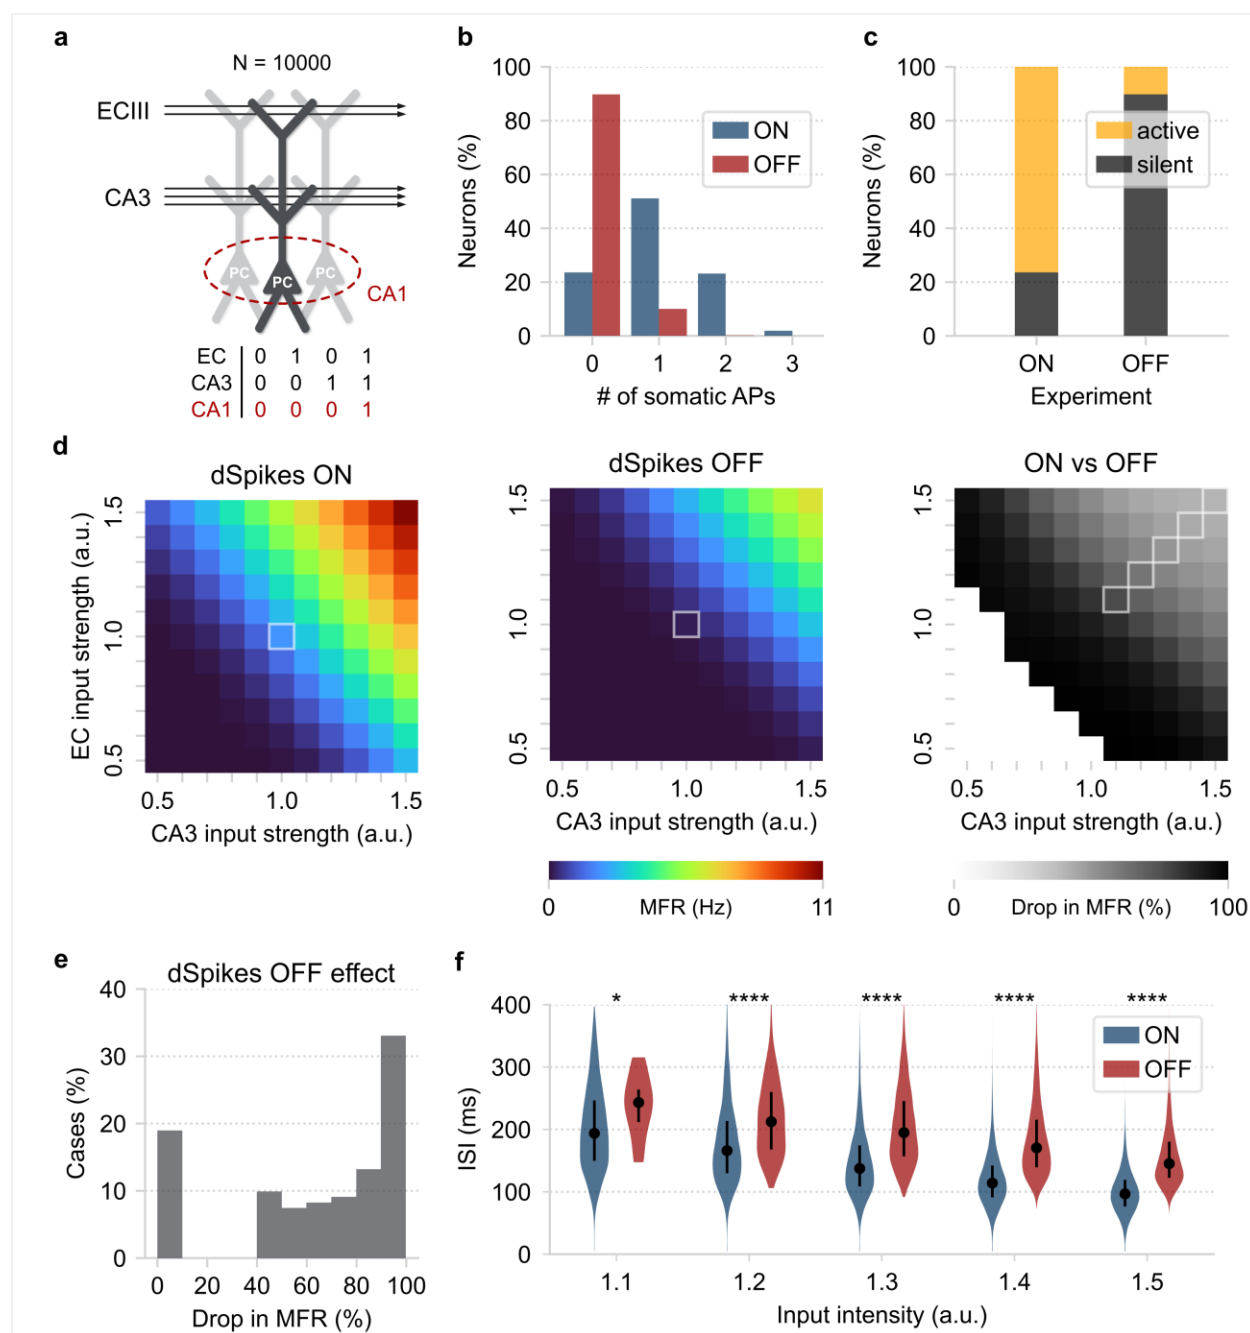 a
N = 10000
ECIII
CA3
PC
PC
PC
CA1
EC 0 1 0 1
CA3 0 0 1 1
CA1 0 0 0 1
b
100
80
60
40
20
0
Neurons (%)
ON
OFF
0 1 2 3
# of somatic APs
c
100
80
60
40
20
0
Neurons (%)
active
silent
ON OFF
Experiment
d
dSpikes ON
1.5
1.0
0.5
EC input strength (a.u.)
0.5 1.0 1.5
CA3 input strength (a.u.)
dSpikes OFF
1.5
1.0
0.5
0.5 1.0 1.5
CA3 input strength (a.u.)
0 MFR (Hz) 11
ON vs OFF
1.5
1.0
0.5
0.5 1.0 1.5
CA3 input strength (a.u.)
0 Drop in MFR (%) 100
e
dSpikes OFF effect
40
30
20
10
0
Cases (%)
0 20 40 60 80 100
Drop in MFR (%)
f
400
300
200
100
0
ISI (ms)
* **** **** **** ****
ON
OFF
1.1 1.2 1.3 1.4 1.5
Input intensity (a.u.)